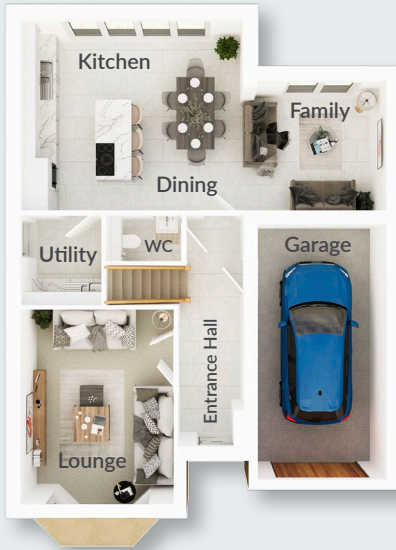 Kitchen
Family
Dining
Utility
WC
Garage
Entrance Hall
Lounge